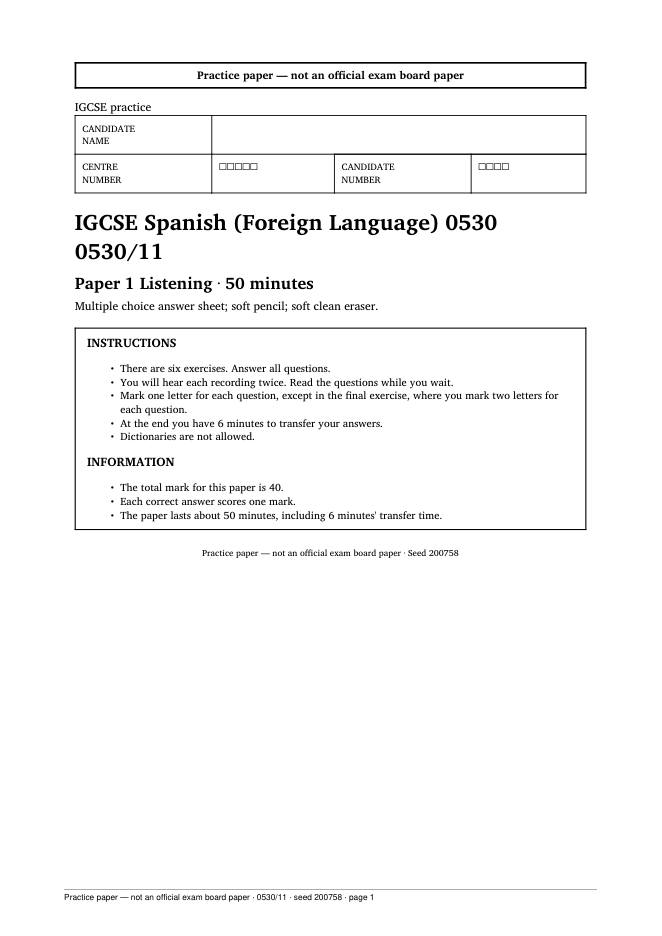 Practice paper — not an official exam board paper
IGCSE practice
CANDIDATE
NAME
CENTRE
NUMBER
□□□□□
CANDIDATE
NUMBER
□□□□
IGCSE Spanish (Foreign Language) 0530
0530/11
Paper 1 Listening · 50 minutes
Multiple choice answer sheet; soft pencil; soft clean eraser.
INSTRUCTIONS
• There are six exercises. Answer all questions.
• You will hear each recording twice. Read the questions while you wait.
• Mark one letter for each question, except in the final exercise, where you mark two letters for
each question.
• At the end you have 6 minutes to transfer your answers.
• Dictionaries are not allowed.
INFORMATION
• The total mark for this paper is 40.
• Each correct answer scores one mark.
• The paper lasts about 50 minutes, including 6 minutes' transfer time.
Practice paper — not an official exam board paper · Seed 200758
Practice paper — not an official exam board paper · 0530/11 · seed 200758 · page 1